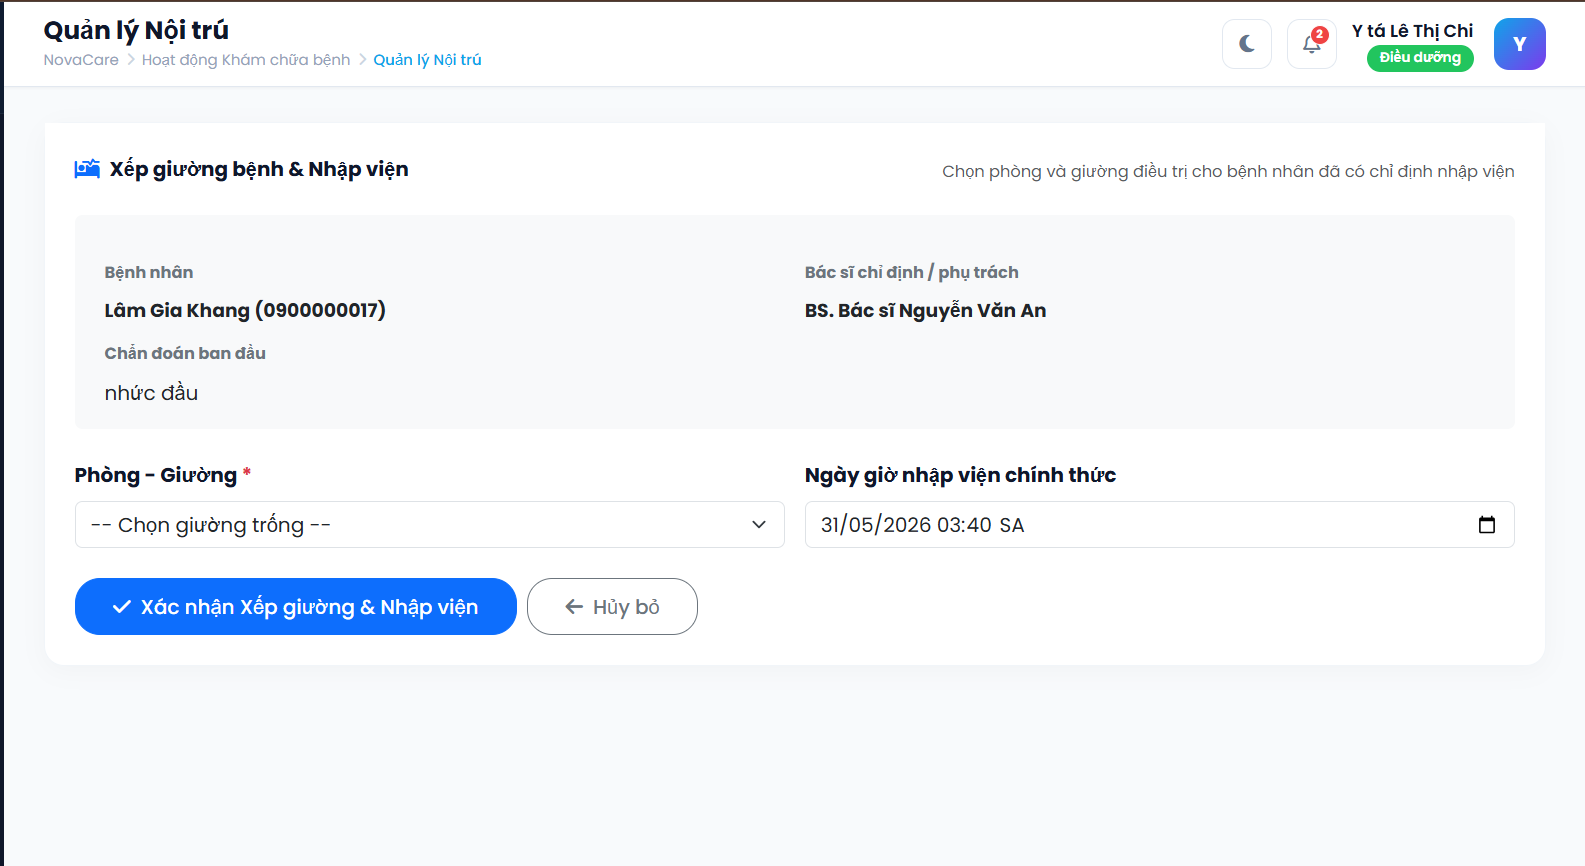 Quản lý Nội trú
NovaCare > Hoạt động Khám chữa bệnh > Quản lý Nội trú
2
Y tá Lê Thị Chi
Điều dưỡng
Y
Xếp giường bệnh & Nhập viện
Chọn phòng và giường điều trị cho bệnh nhân đã có chỉ định nhập viện
Bệnh nhân
Lâm Gia Khang (0900000017)
Bác sĩ chỉ định / phụ trách
BS. Bác sĩ Nguyễn Văn An
Chẩn đoán ban đầu
nhức đầu
Phòng - Giường *
-- Chọn giường trống --
Ngày giờ nhập viện chính thức
31/05/2026 03:40 SA
Xác nhận Xếp giường & Nhập viện
Hủy bỏ